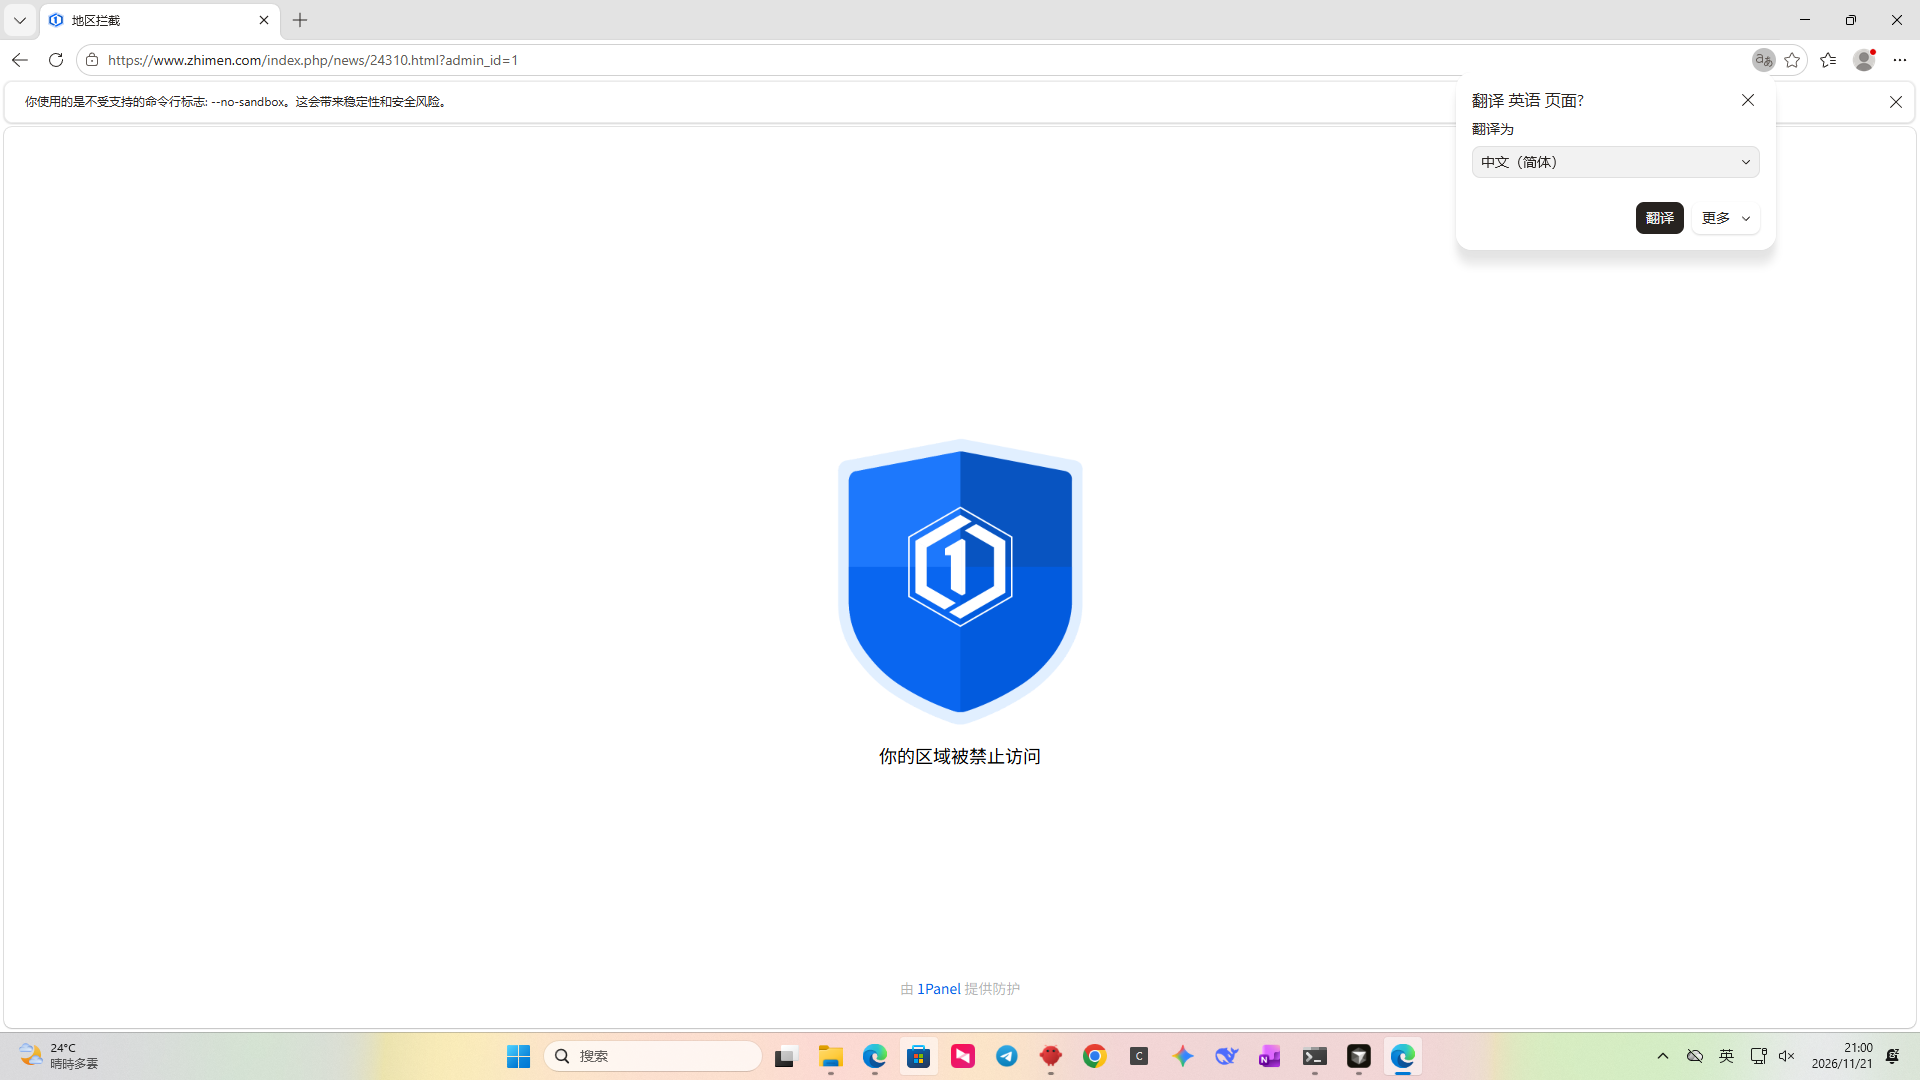 地区拦截
https://www.zhimen.com/index.php/news/24310.html?admin_id=1
你使用的是不受支持的命令行标志: --no-sandbox。这会带来稳定性和安全风险。
翻译 英语 页面?
翻译为
中文（简体）
翻译
更多
1
你的区域被禁止访问
由 1Panel 提供防护
24°C
晴時多雲
搜索
C
N
英
21:00
2026/11/21